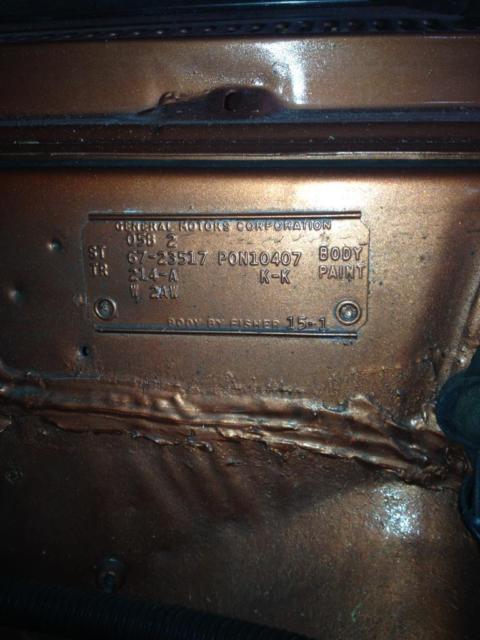 GENERAL MOTORS CORPORATION
05B 2
ST 67-23517 PON10407 BODY
TR 214-A K-K PAINT
W 2AW
BODY BY FISHER 15-1